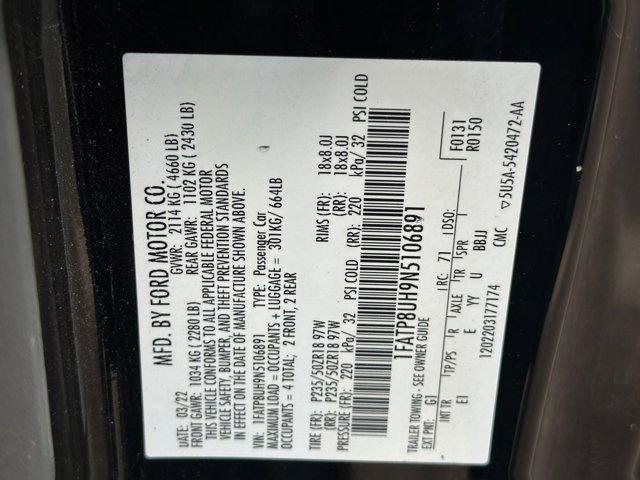 MFD. BY FORD MOTOR CO.
DATE: 03/22 GVWR: 2114 KG ( 4660 LB)
FRONT GAWR: 1034 KG ( 2280 LB) REAR GAWR: 1102 KG ( 2430 LB)
THIS VEHICLE CONFORMS TO ALL APPLICABLE FEDERAL MOTOR
VEHICLE SAFETY, BUMPER, AND THEFT PREVENTION STANDARDS
IN EFFECT ON THE DATE OF MANUFACTURE SHOWN ABOVE.
VIN: 1FATP8UH9N5106891 TYPE: Passenger Car
MAXIMUM LOAD = OCCUPANTS + LUGGAGE = 301KG/ 664LB
OCCUPANTS = 4 TOTAL: 2 FRONT, 2 REAR
TIRE (FR): P235/50ZR18 97W RIMS (FR): 18x8.0J
(RR): P235/50ZR18 97W (RR): 18x8.0J
PRESSURE (FR): 220 kPa/ 32 PSI COLD (RR): 220 kPa/ 32 PSI COLD
1FATP8UH9N5106891
TRAILER TOWING - SEE OWNER GUIDE
EXT PNT: G1 RC: 71 DSO: F0131
INT TR TP/PS R AXLE TR SPR R0150
EI E YY U BBJJ
1202203177174 CMC ▽5U5A-5420472-AA